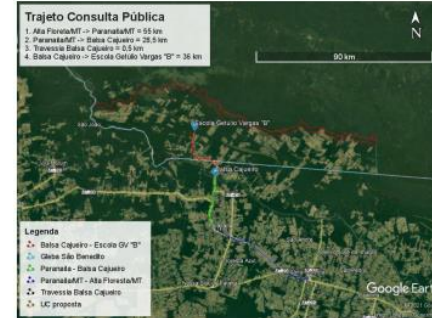 Trajeto Consulta Pública
1. Alta Floreta/MT -> Paranaíta/MT = 55 km
2. Paranaíta/MT -> Balsa Cajueiro = 28,5 km
3. Travessia Balsa Cajueiro = 0,5 km
4. Balsa Cajueiro -> Escola Getúlio Vargas "B" = 36 km
N
90 km
Escola Getúlio Vargas "B"
Balsa Cajueiro
Legenda
Balsa Cajueiro - Escola GV "B"
Gleba São Benedito
Paranaíta - Balsa Cajueiro
Paranaíta/MT - Alta Floresta/MT
Travessia Balsa Cajueiro
UC proposta
Google Earth